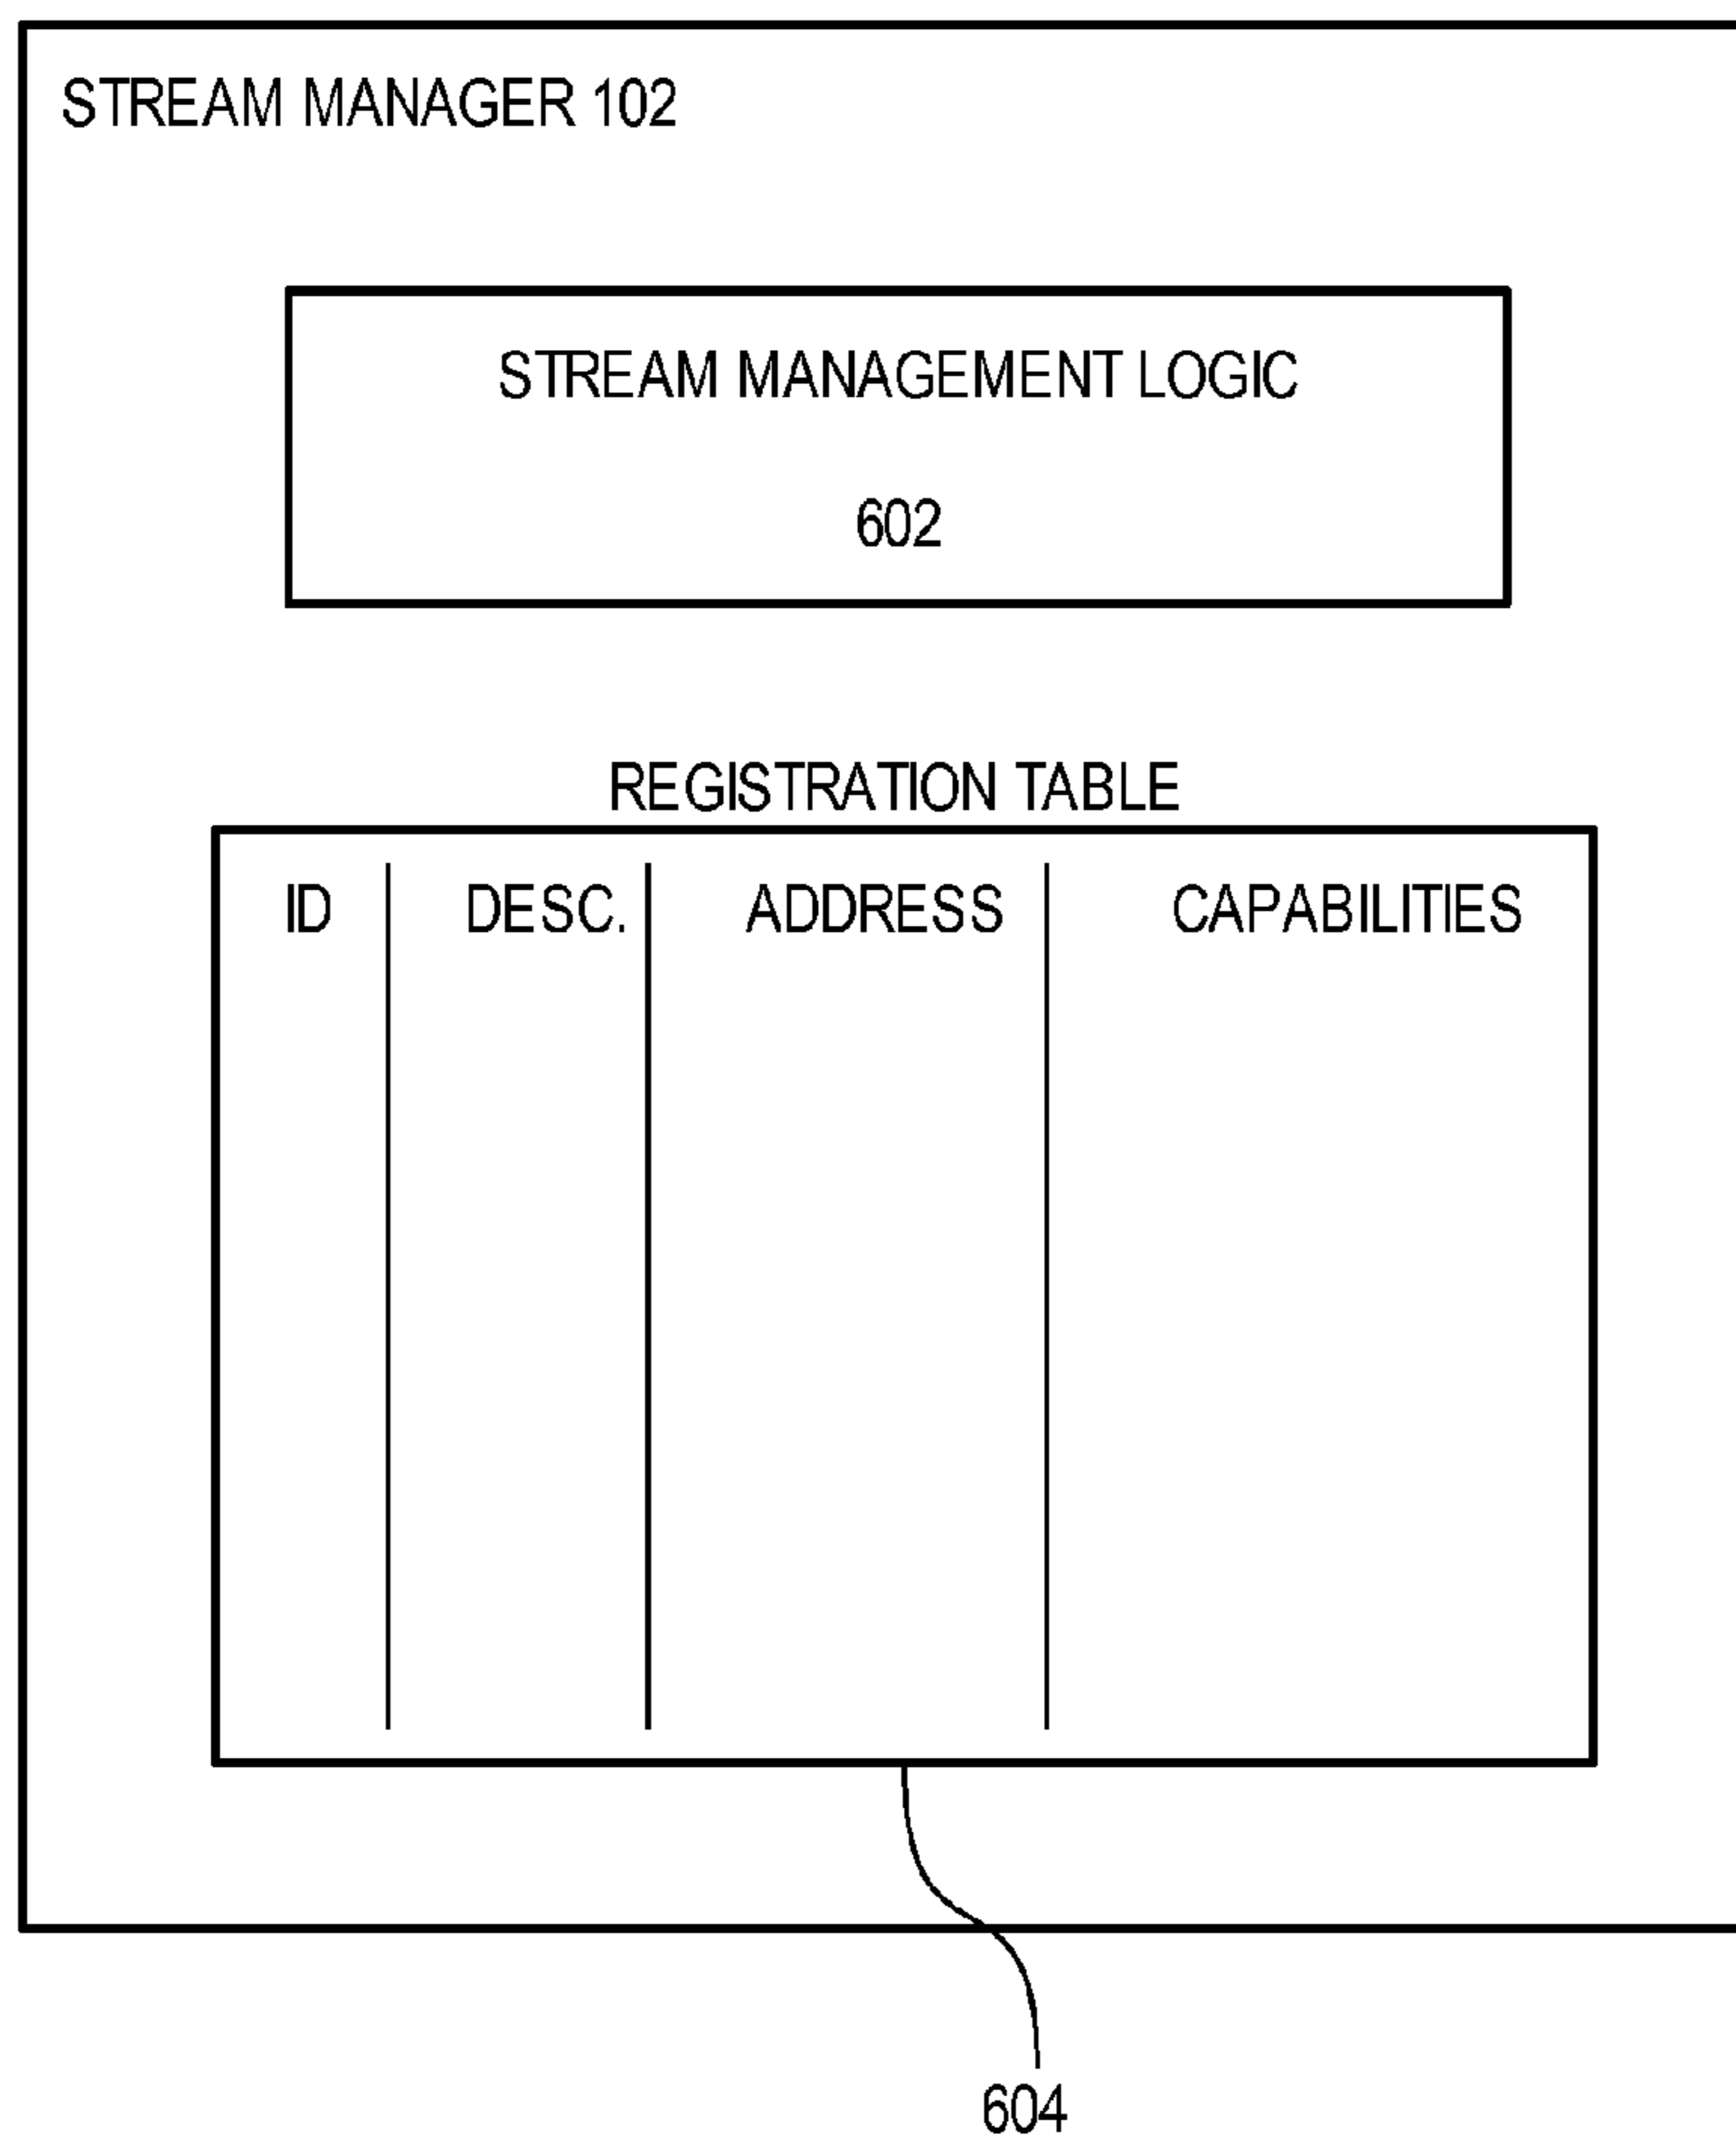 STREAM MANAGER 102
STREAM MANAGEMENT LOGIC
602
REGISTRATION TABLE
ID DESC. ADDRESS CAPABILITIES
604